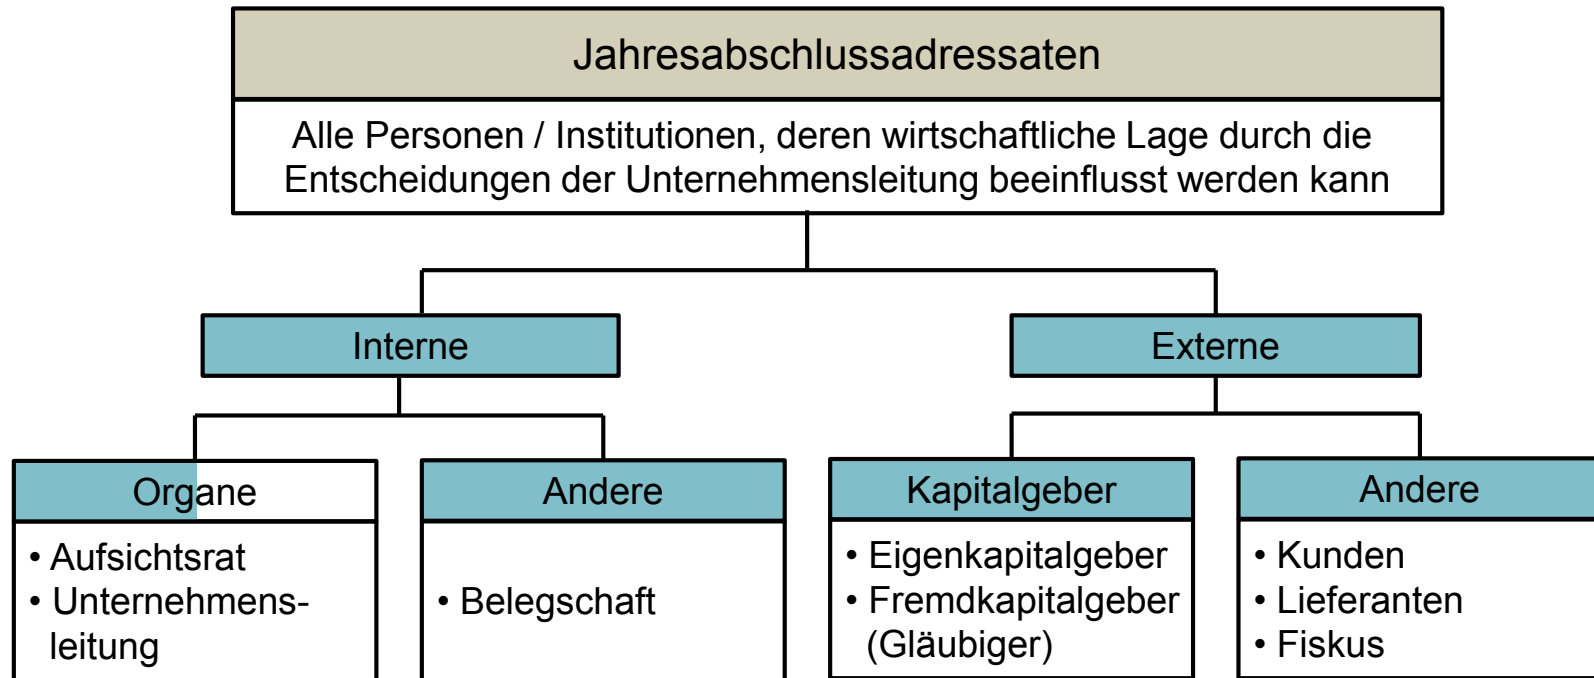 Jahresabschlussadressaten
Alle Personen / Institutionen, deren wirtschaftliche Lage durch die
Entscheidungen der Unternehmensleitung beeinflusst werden kann
Interne
Externe
Organe
• Aufsichtsrat
• Unternehmens-
leitung
Andere
• Belegschaft
Kapitalgeber
• Eigenkapitalgeber
• Fremdkapitalgeber
(Gläubiger)
Andere
• Kunden
• Lieferanten
• Fiskus